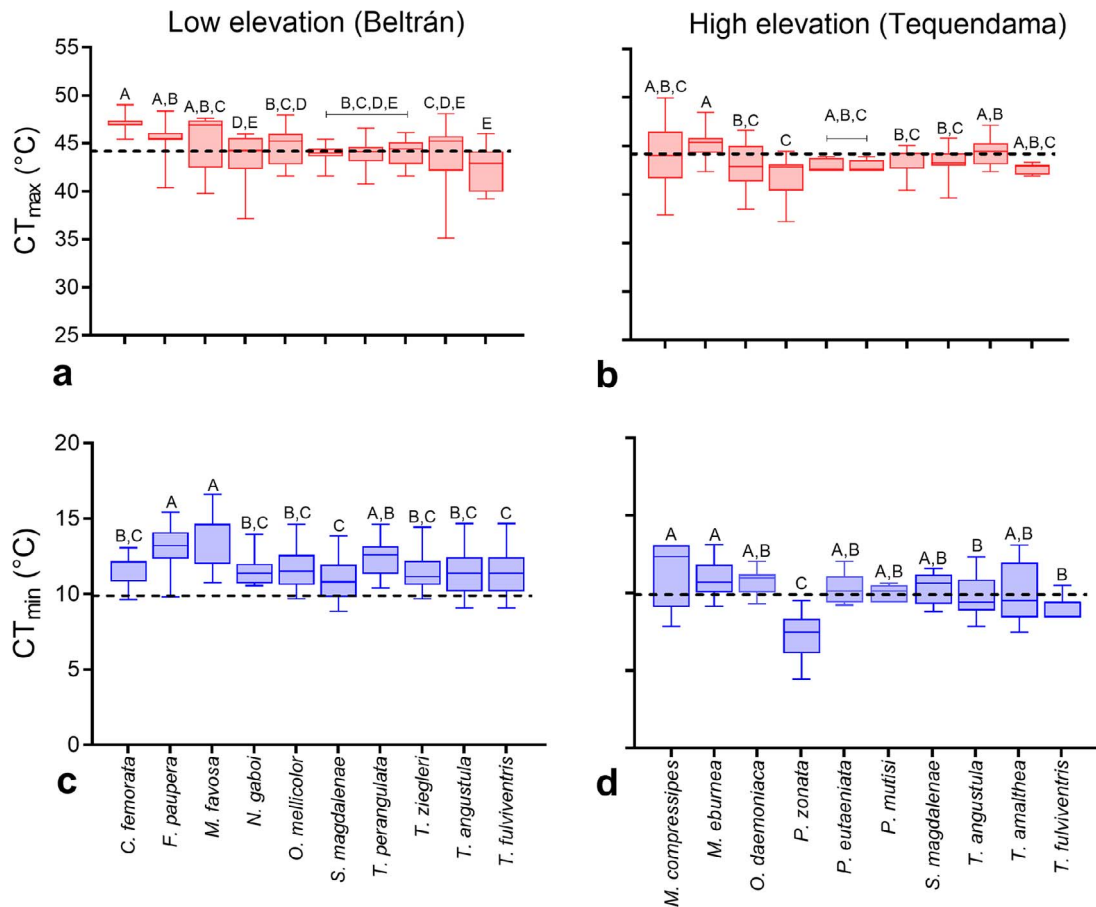 Low elevation (Beltrán)
High elevation (Tequendama)
CTmax (°C)
55
50
45
40
35
30
25
A
A,B
A,B,C
D,E
B,C,D
B,C,D,E
C,D,E
E
a
A,B,C
A
B,C
C
A,B,C
B,C
B,C
A,B
A,B,C
b
CTmin (°C)
20
15
10
5
0
B,C
A
A
B,C
B,C
C
A,B
B,C
B,C
C
c
C. femorata
F. paupera
M. favosa
N. gaboi
O. mellicolor
S. magdalenae
T. perangulata
T. ziegleri
T. angustula
T. fulviventris
A
A
A,B
C
A,B
A,B
A,B
B
A,B
B
d
M. compressipes
M. eburnea
O. daemoniaca
P. zonata
P. eutaeniata
P. mutisi
S. magdalenae
T. angustula
T. amalthea
T. fulviventris